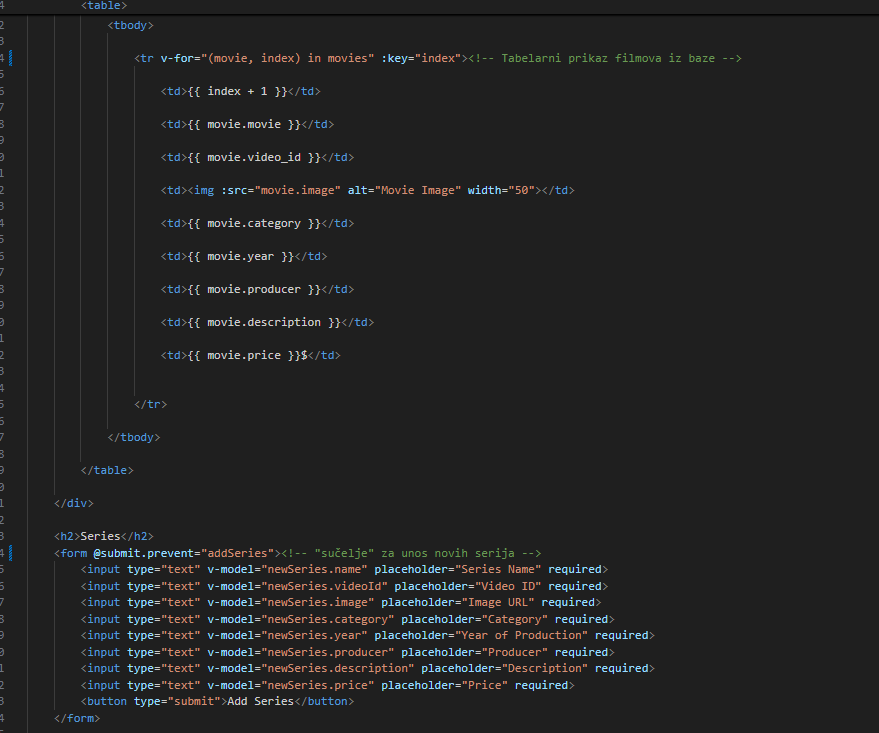 <table>
<tbody>
<tr v-for="(movie, index) in movies" :key="index"><!-- Tabelarni prikaz filmova iz baze -->
<td>{{ index + 1 }}</td>
<td>{{ movie.movie }}</td>
<td>{{ movie.video_id }}</td>
<td><img :src="movie.image" alt="Movie Image" width="50"></td>
<td>{{ movie.category }}</td>
<td>{{ movie.year }}</td>
<td>{{ movie.producer }}</td>
<td>{{ movie.description }}</td>
<td>{{ movie.price }}$</td>
</tr>
</tbody>
</table>
</div>
<h2>Series</h2>
<form @submit.prevent="addSeries"><!-- "sučelje" za unos novih serija -->
<input type="text" v-model="newSeries.name" placeholder="Series Name" required>
<input type="text" v-model="newSeries.videoId" placeholder="Video ID" required>
<input type="text" v-model="newSeries.image" placeholder="Image URL" required>
<input type="text" v-model="newSeries.category" placeholder="Category" required>
<input type="text" v-model="newSeries.year" placeholder="Year of Production" required>
<input type="text" v-model="newSeries.producer" placeholder="Producer" required>
<input type="text" v-model="newSeries.description" placeholder="Description" required>
<input type="text" v-model="newSeries.price" placeholder="Price" required>
<button type="submit">Add Series</button>
</form>